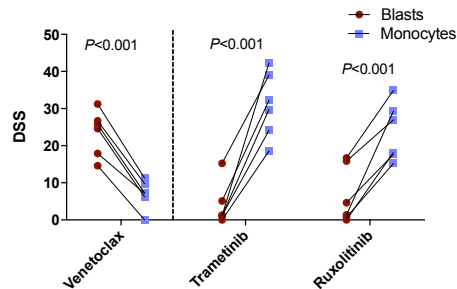 Blasts
Monocytes
P<0.001
P<0.001
P<0.001
DSS
50
40
30
20
10
0
Venetoclax
Trametinib
Ruxolitinib